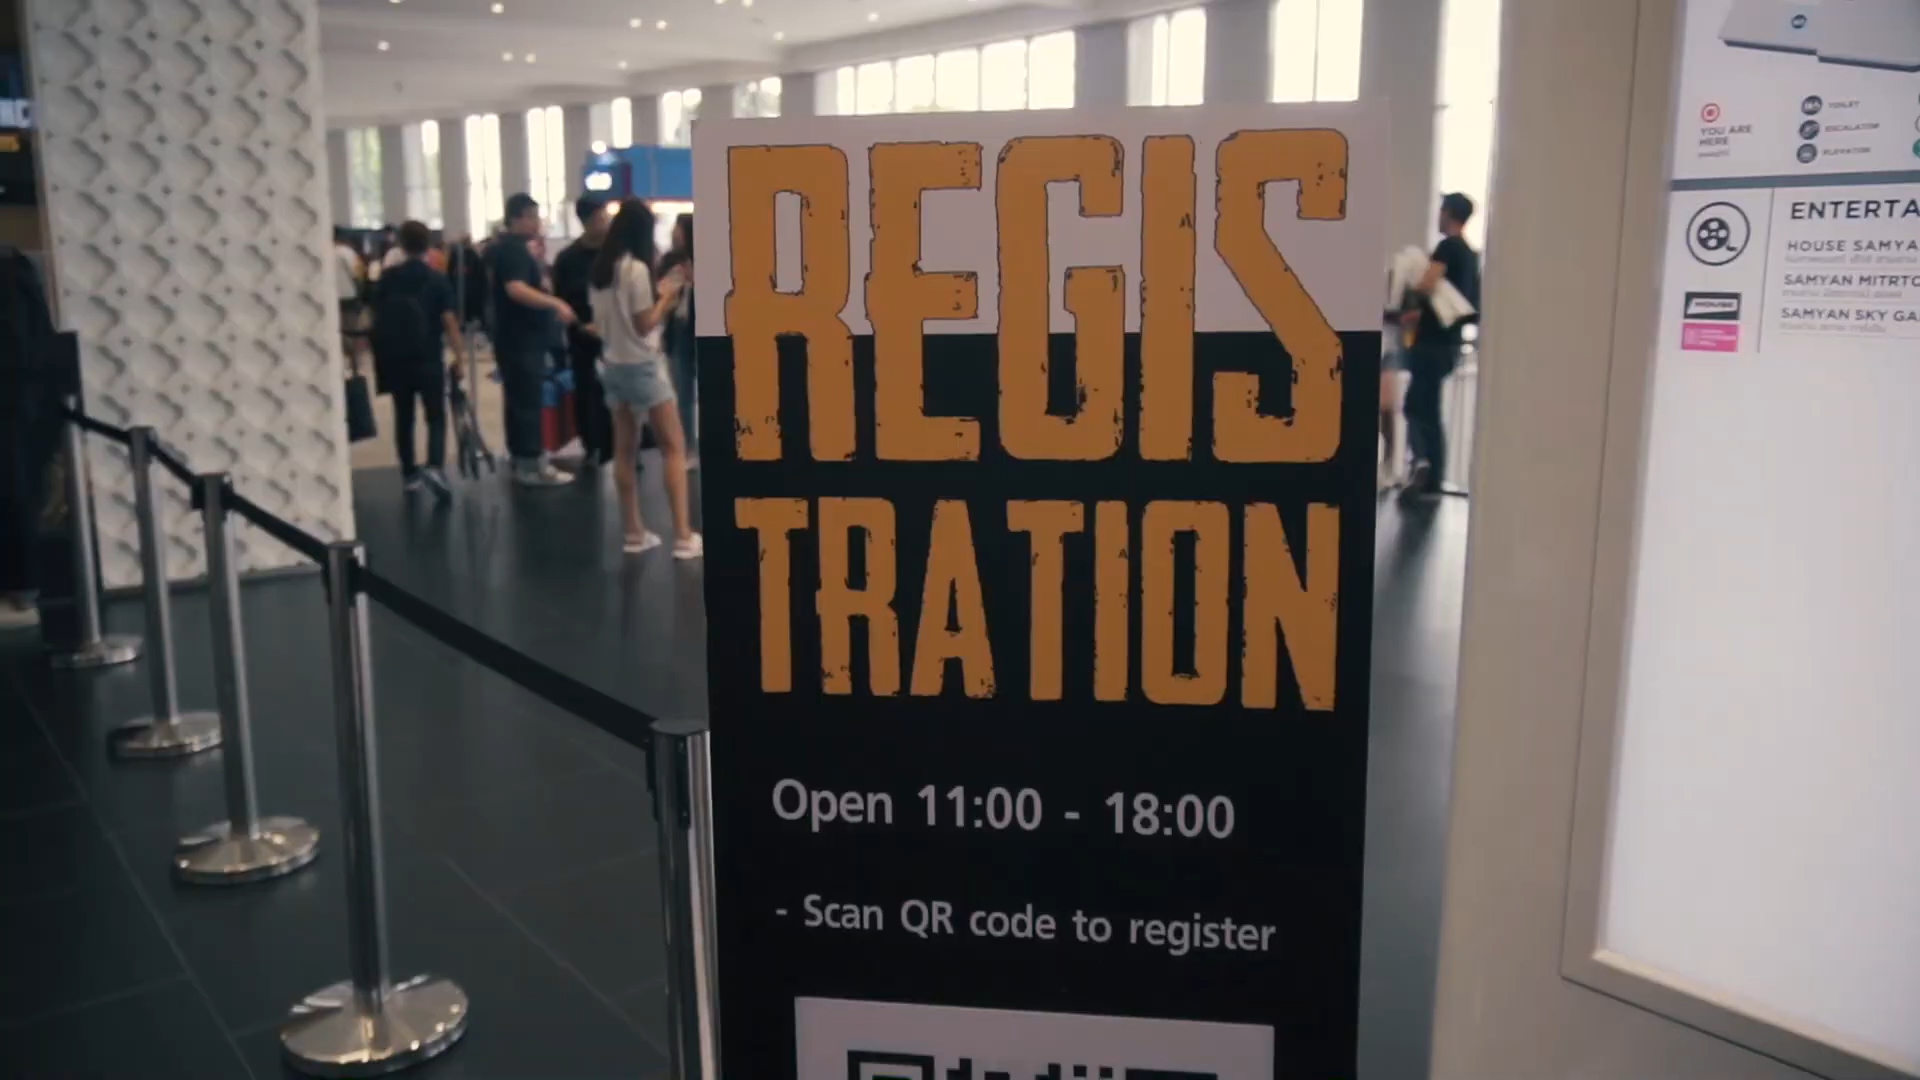 REGIS
TRATION
Open 11:00 - 18:00
- Scan QR code to register
YOU ARE
HERE
TOILET
ESCALATOR
ELEVATOR
ENTERTA
HOUSE SAMYA
SAMYAN MITRTO
SAMYAN SKY GA
HOUSE